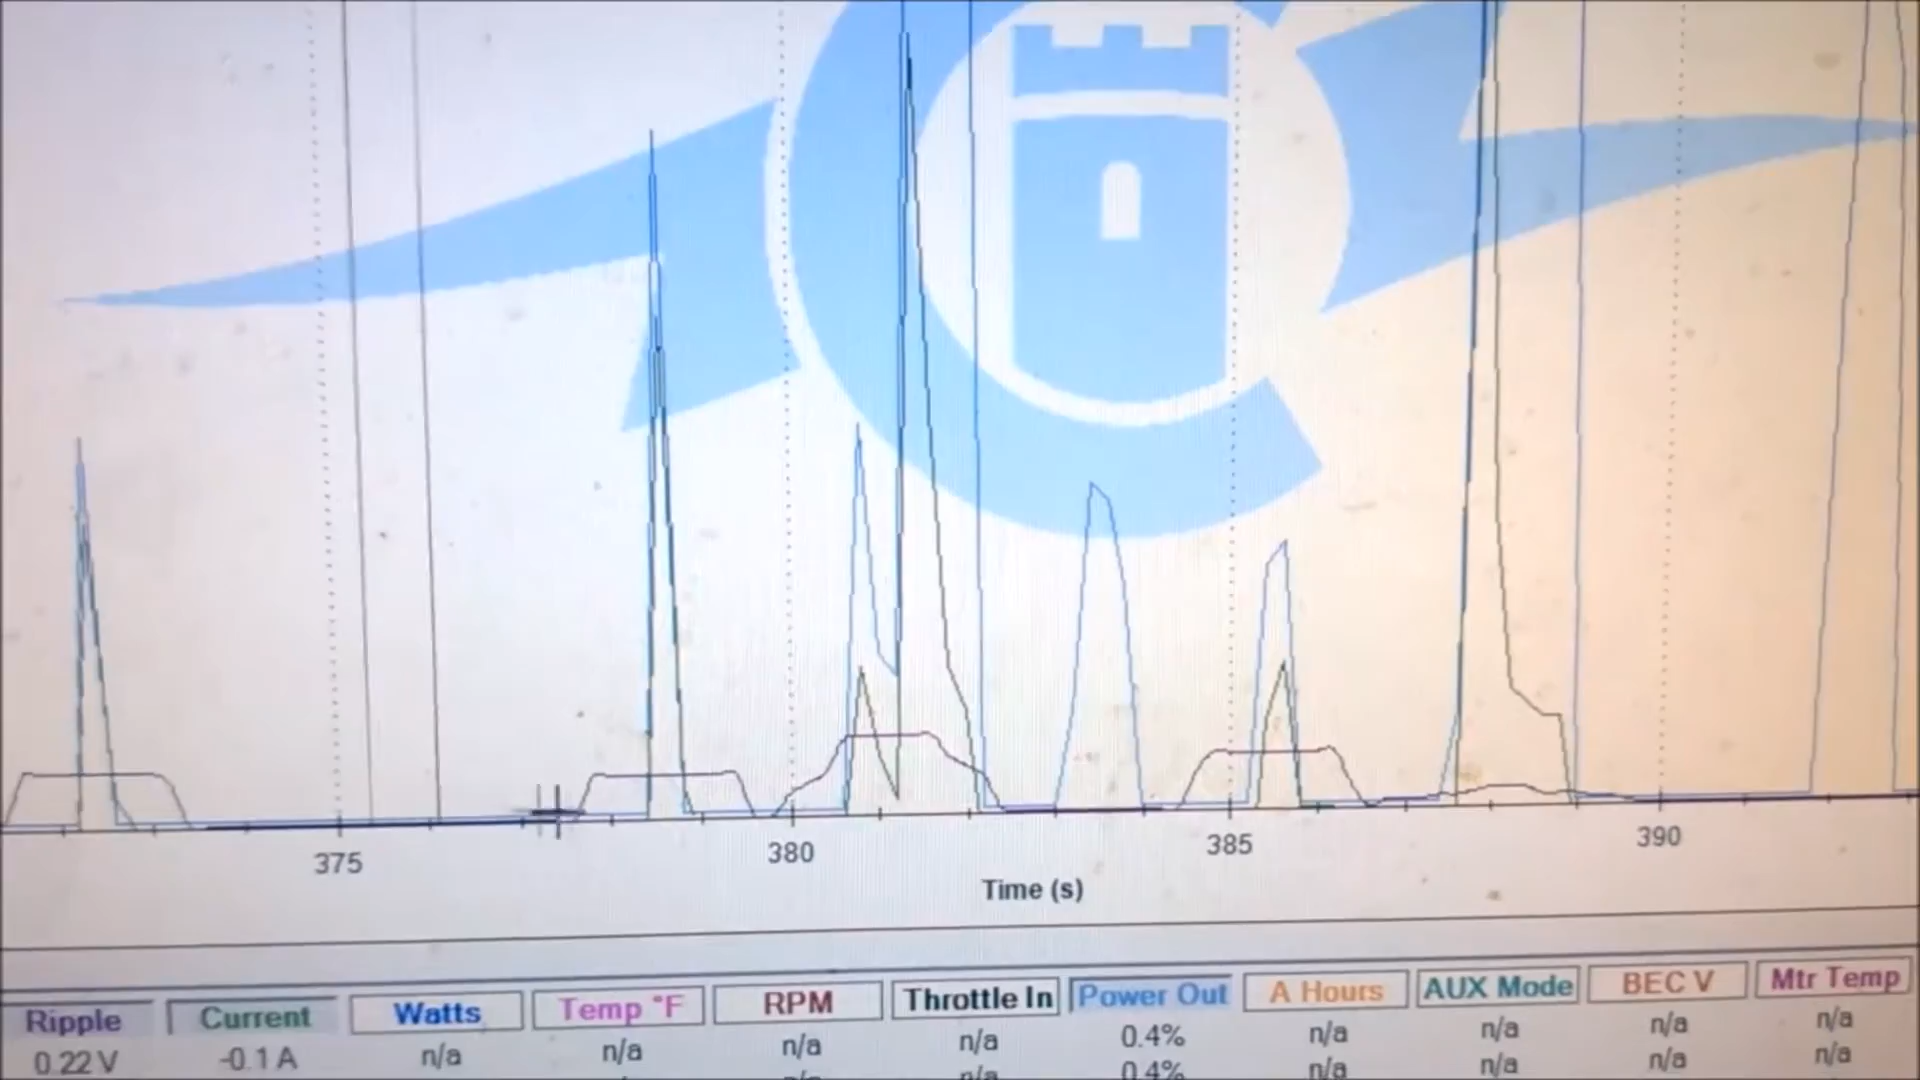 375 380 385 390
Time (s)
Ripple Current Watts Temp °F RPM Throttle In Power Out A Hours AUX Mode BEC V Mtr Temp
0.22 V -0.1 A n/a n/a n/a n/a 0.4% n/a n/a n/a n/a
n/a n/a 0.4% n/a n/a n/a n/a